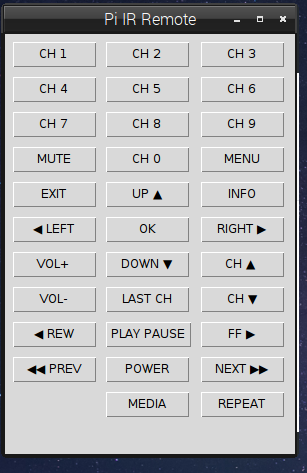 Pi IR Remote
CH 1 CH 2 CH 3
CH 4 CH 5 CH 6
CH 7 CH 8 CH 9
MUTE CH 0 MENU
EXIT UP ▲ INFO
◀ LEFT OK RIGHT ▶
VOL+ DOWN ▼ CH ▲
VOL- LAST CH CH ▼
◀ REW PLAY PAUSE FF ▶
◀◀ PREV POWER NEXT ▶▶
MEDIA REPEAT